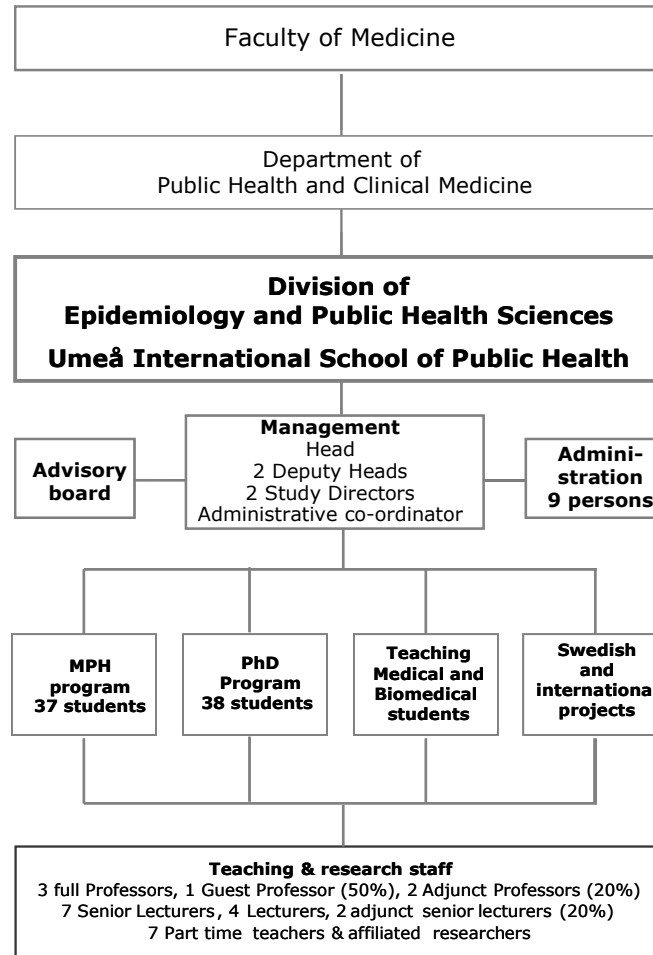 Faculty of Medicine
Department of
Public Health and Clinical Medicine
Division of
Epidemiology and Public Health Sciences
Umeå International School of Public Health
Management
Head
2 Deputy Heads
2 Study Directors
Administrative co-ordinator
Advisory
board
Admini-
stration
9 persons
MPH
program
37 students
PhD
Program
38 students
Teaching
Medical and
Biomedical
students
Swedish
and
international
projects
Teaching & research staff
3 full Professors, 1 Guest Professor (50%), 2 Adjunct Professors (20%)
7 Senior Lecturers, 4 Lecturers, 2 adjunct senior lecturers (20%)
7 Part time teachers & affiliated researchers